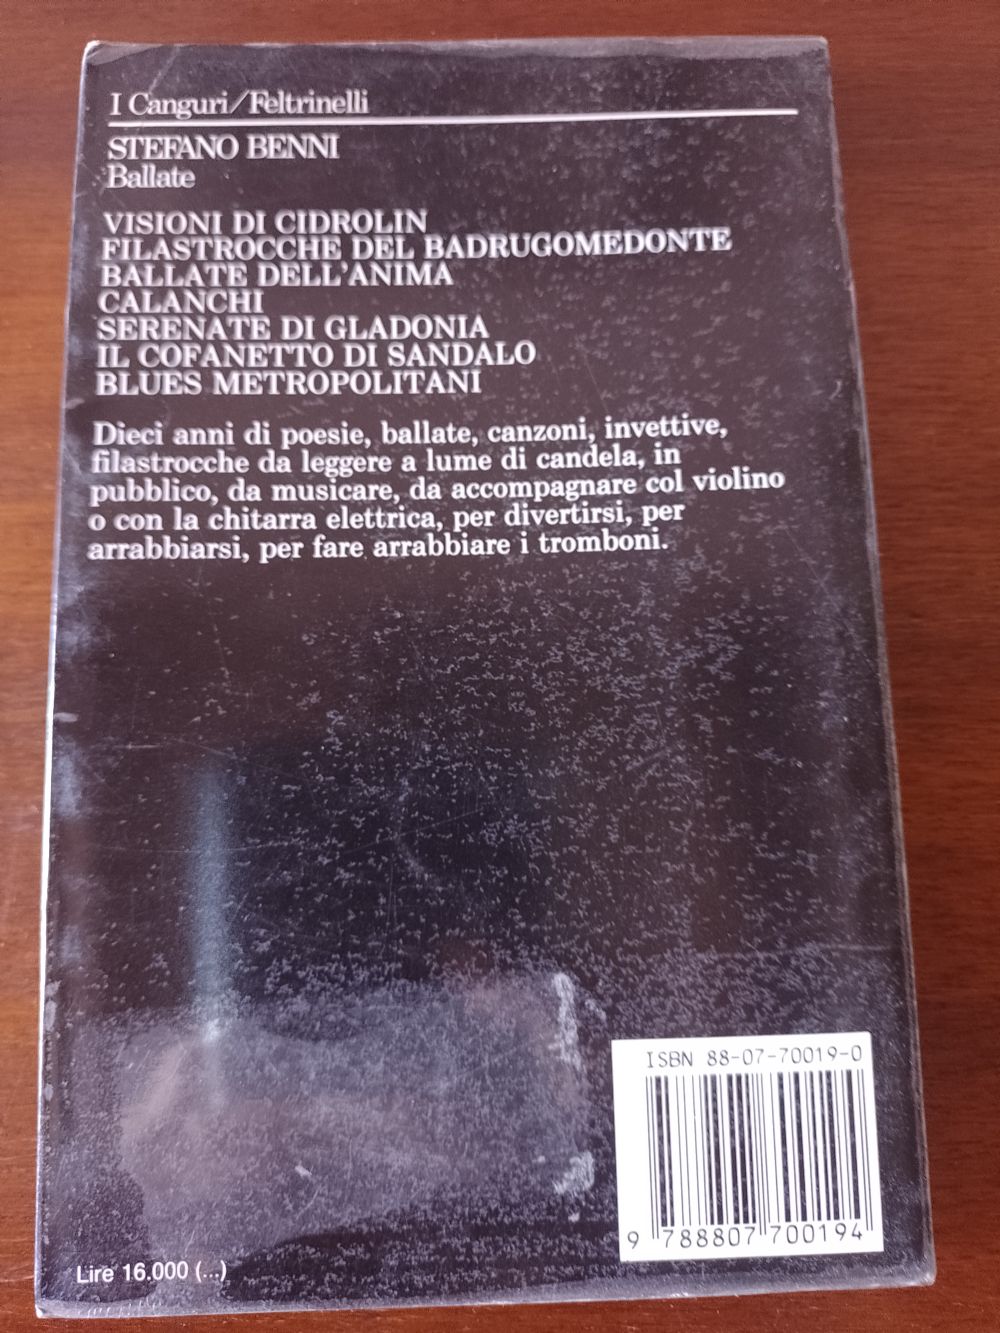 I Canguri/Feltrinelli
STEFANO BENNI
Ballate
VISIONI DI CIDROLIN
FILASTROCCHE DEL BADRUGOMEDONTE
BALLATE DELL'ANIMA
CALANCHI
SERENATE DI GLADONIA
IL COFANETTO DI SANDALO
BLUES METROPOLITANI
Dieci anni di poesie, ballate, canzoni, invettive,
filastrocche da leggere a lume di candela, in
pubblico, da musicare, da accompagnare col violino
o con la chitarra elettrica, per divertirsi, per
arrabbiarsi, per fare arrabbiare i tromboni.
ISBN 88-07-70019-0
9 788807 700194
Lire 16.000 (...)